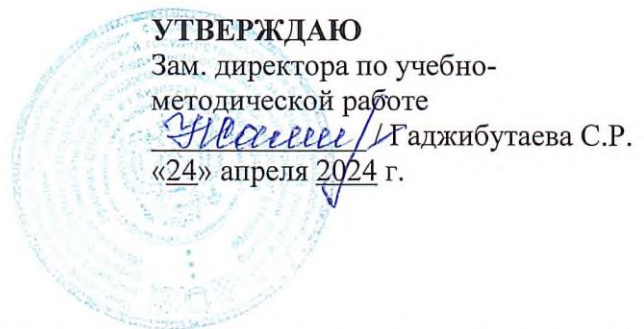 УТВЕРЖДАЮ
Зам. директора по учебно-
методической работе
/ Гаджибутаева С.Р.
«24» апреля 2024 г.